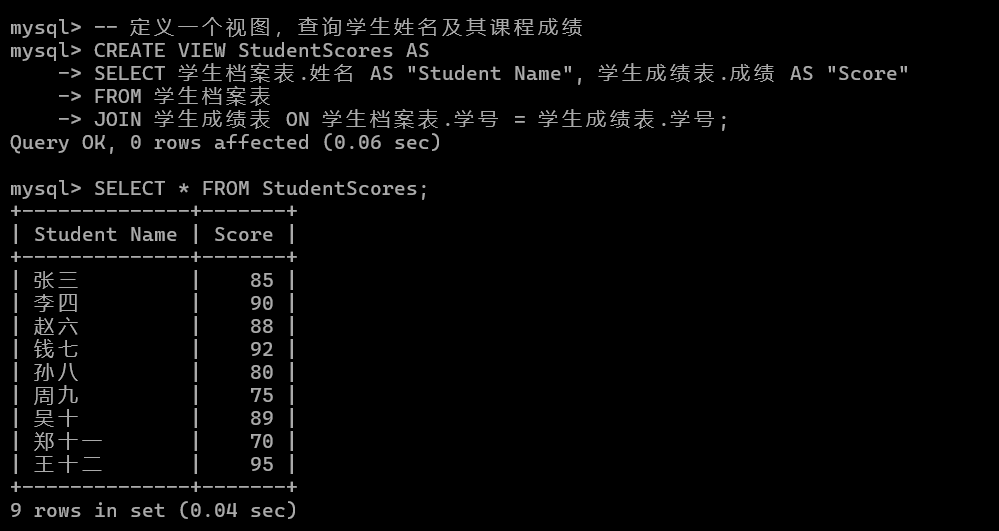 mysql> -- 定义一个视图，查询学生姓名及其课程成绩
mysql> CREATE VIEW StudentScores AS
    -> SELECT 学生档案表.姓名 AS "Student Name", 学生成绩表.成绩 AS "Score"
    -> FROM 学生档案表
    -> JOIN 学生成绩表 ON 学生档案表.学号 = 学生成绩表.学号;
Query OK, 0 rows affected (0.06 sec)
mysql> SELECT * FROM StudentScores;
+--------------+-------+
| Student Name | Score |
+--------------+-------+
| 张三         |    85 |
| 李四         |    90 |
| 赵六         |    88 |
| 钱七         |    92 |
| 孙八         |    80 |
| 周九         |    75 |
| 吴十         |    89 |
| 郑十一       |    70 |
| 王十二       |    95 |
+--------------+-------+
9 rows in set (0.04 sec)